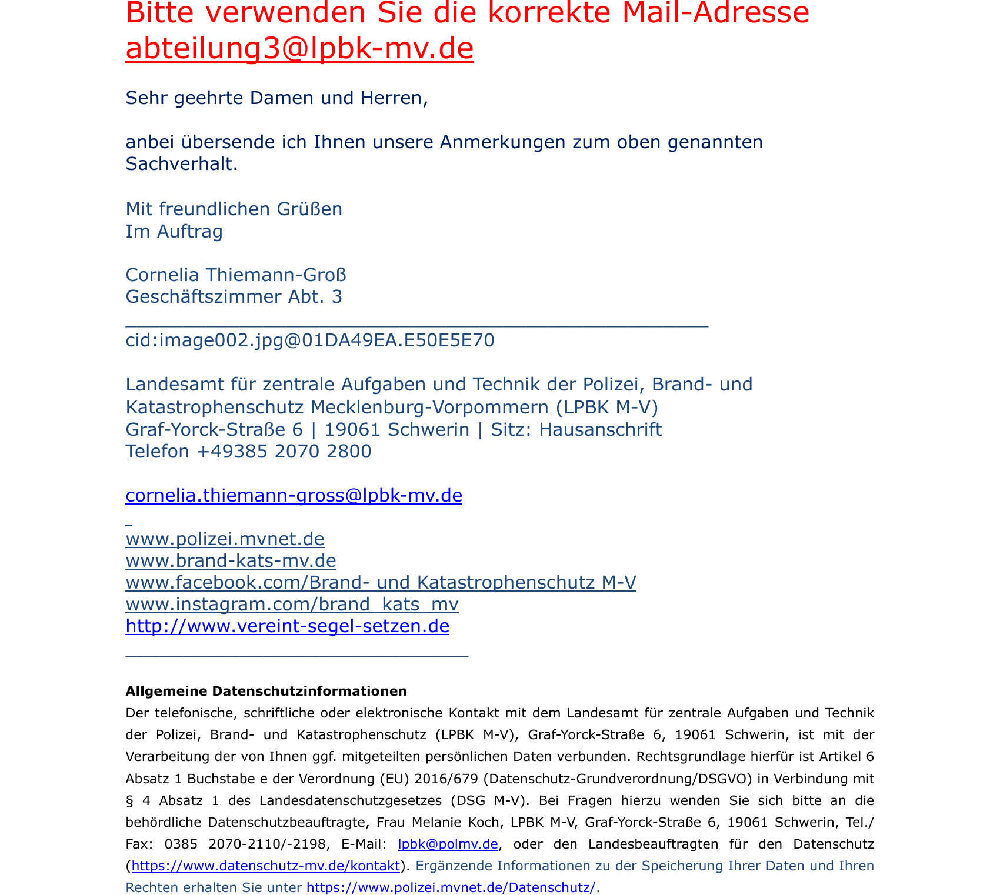 Bitte verwenden Sie die korrekte Mail-Adresse
abteilung3@lpbk-mv.de
Sehr geehrte Damen und Herren,
anbei übersende ich Ihnen unsere Anmerkungen zum oben genannten
Sachverhalt.
Mit freundlichen Grüßen
Im Auftrag
Cornelia Thiemann-Groß
Geschäftszimmer Abt. 3
___________________________________________________
cid:image002.jpg@01DA49EA.E50E5E70
Landesamt für zentrale Aufgaben und Technik der Polizei, Brand- und
Katastrophenschutz Mecklenburg-Vorpommern (LPBK M-V)
Graf-Yorck-Straße 6 | 19061 Schwerin | Sitz: Hausanschrift
Telefon +49385 2070 2800
cornelia.thiemann-gross@lpbk-mv.de
www.polizei.mvnet.de
www.brand-kats-mv.de
www.facebook.com/Brand- und Katastrophenschutz M-V
www.instagram.com/brand_kats_mv
http://www.vereint-segel-setzen.de
______________________________
Allgemeine Datenschutzinformationen
Der telefonische, schriftliche oder elektronische Kontakt mit dem Landesamt für zentrale Aufgaben und Technik
der Polizei, Brand- und Katastrophenschutz (LPBK M-V), Graf-Yorck-Straße 6, 19061 Schwerin, ist mit der
Verarbeitung der von Ihnen ggf. mitgeteilten persönlichen Daten verbunden. Rechtsgrundlage hierfür ist Artikel 6
Absatz 1 Buchstabe e der Verordnung (EU) 2016/679 (Datenschutz-Grundverordnung/DSGVO) in Verbindung mit
§ 4 Absatz 1 des Landesdatenschutzgesetzes (DSG M-V). Bei Fragen hierzu wenden Sie sich bitte an die
behördliche Datenschutzbeauftragte, Frau Melanie Koch, LPBK M-V, Graf-Yorck-Straße 6, 19061 Schwerin, Tel./
Fax: 0385 2070-2110/-2198, E-Mail: lpbk@polmv.de, oder den Landesbeauftragten für den Datenschutz
(https://www.datenschutz-mv.de/kontakt). Ergänzende Informationen zu der Speicherung Ihrer Daten und Ihren
Rechten erhalten Sie unter https://www.polizei.mvnet.de/Datenschutz/.